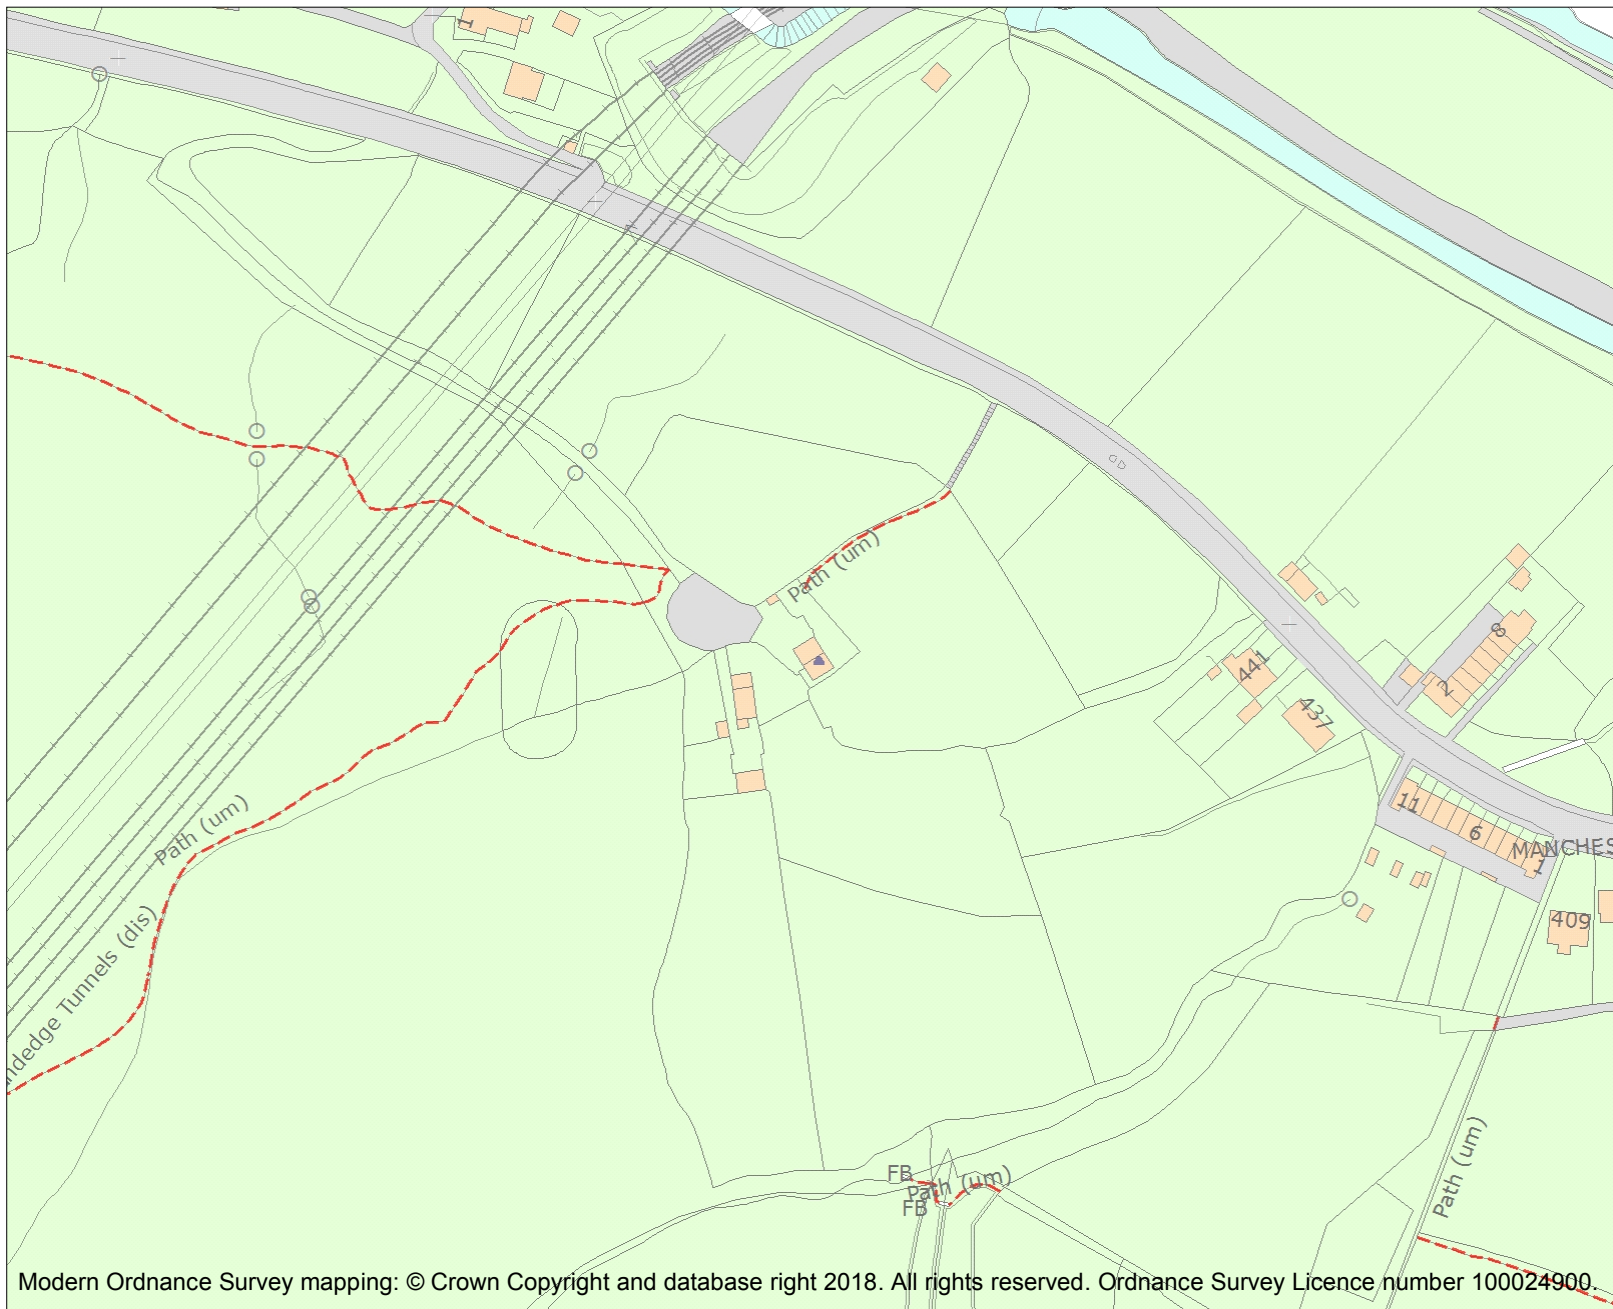 1
Path (um)
441
437
8
2
11
6
1
MANCHES
409
Path (um)
ndedge Tunnels (dis)
Path (um)
FB
Path (um)
FB
Modern Ordnance Survey mapping: © Crown Copyright and database right 2018. All rights reserved. Ordnance Survey Licence number 100024900.